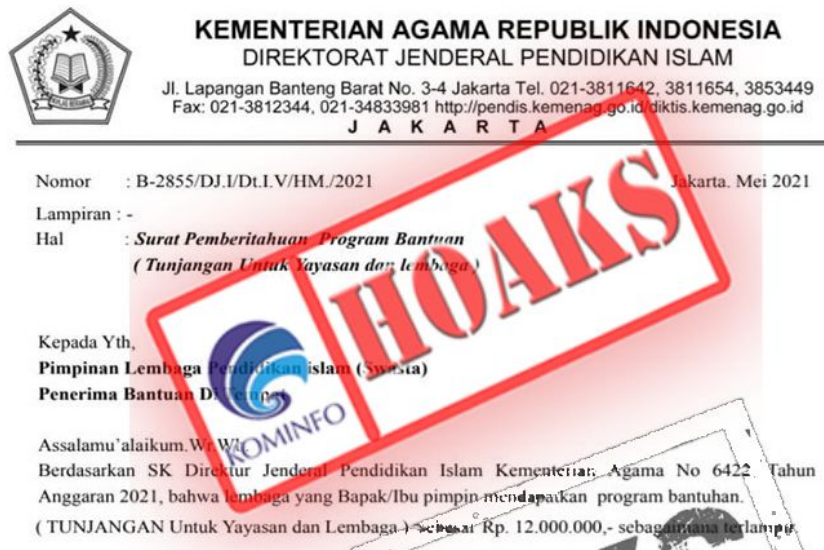 KEMENTERIAN AGAMA REPUBLIK INDONESIA
DIREKTORAT JENDERAL PENDIDIKAN ISLAM
Jl. Lapangan Banteng Barat No. 3-4 Jakarta Tel. 021-3811642, 3811654, 3853449
Fax: 021-3812344, 021-34833981 http://pendis.kemenag.go.id/diktis.kemenag.go.id
J A K A R T A
Nomor : B-2855/DJ.I/Dt.I.V/HM./2021 Jakarta. Mei 2021
Lampiran : -
Hal : Surat Pemberitahuan Program Bantuan
( Tunjangan Untuk Yayasan dan lembaga )
HOAKS
KOMINFO
Kepada Yth,
Pimpinan Lembaga Pendidikan islam (Swasta)
Penerima Bantuan Di Tempat
Assalamu'alaikum.Wr.Wb.
Berdasarkan SK Direktur Jenderal Pendidikan Islam Kementerian Agama No 6422 Tahun
Anggaran 2021, bahwa lembaga yang Bapak/Ibu pimpin mendapatkan program bantuhan.
( TUNJANGAN Untuk Yayasan dan Lembaga ) sebesar Rp. 12.000.000,- sebagaimana terlampir